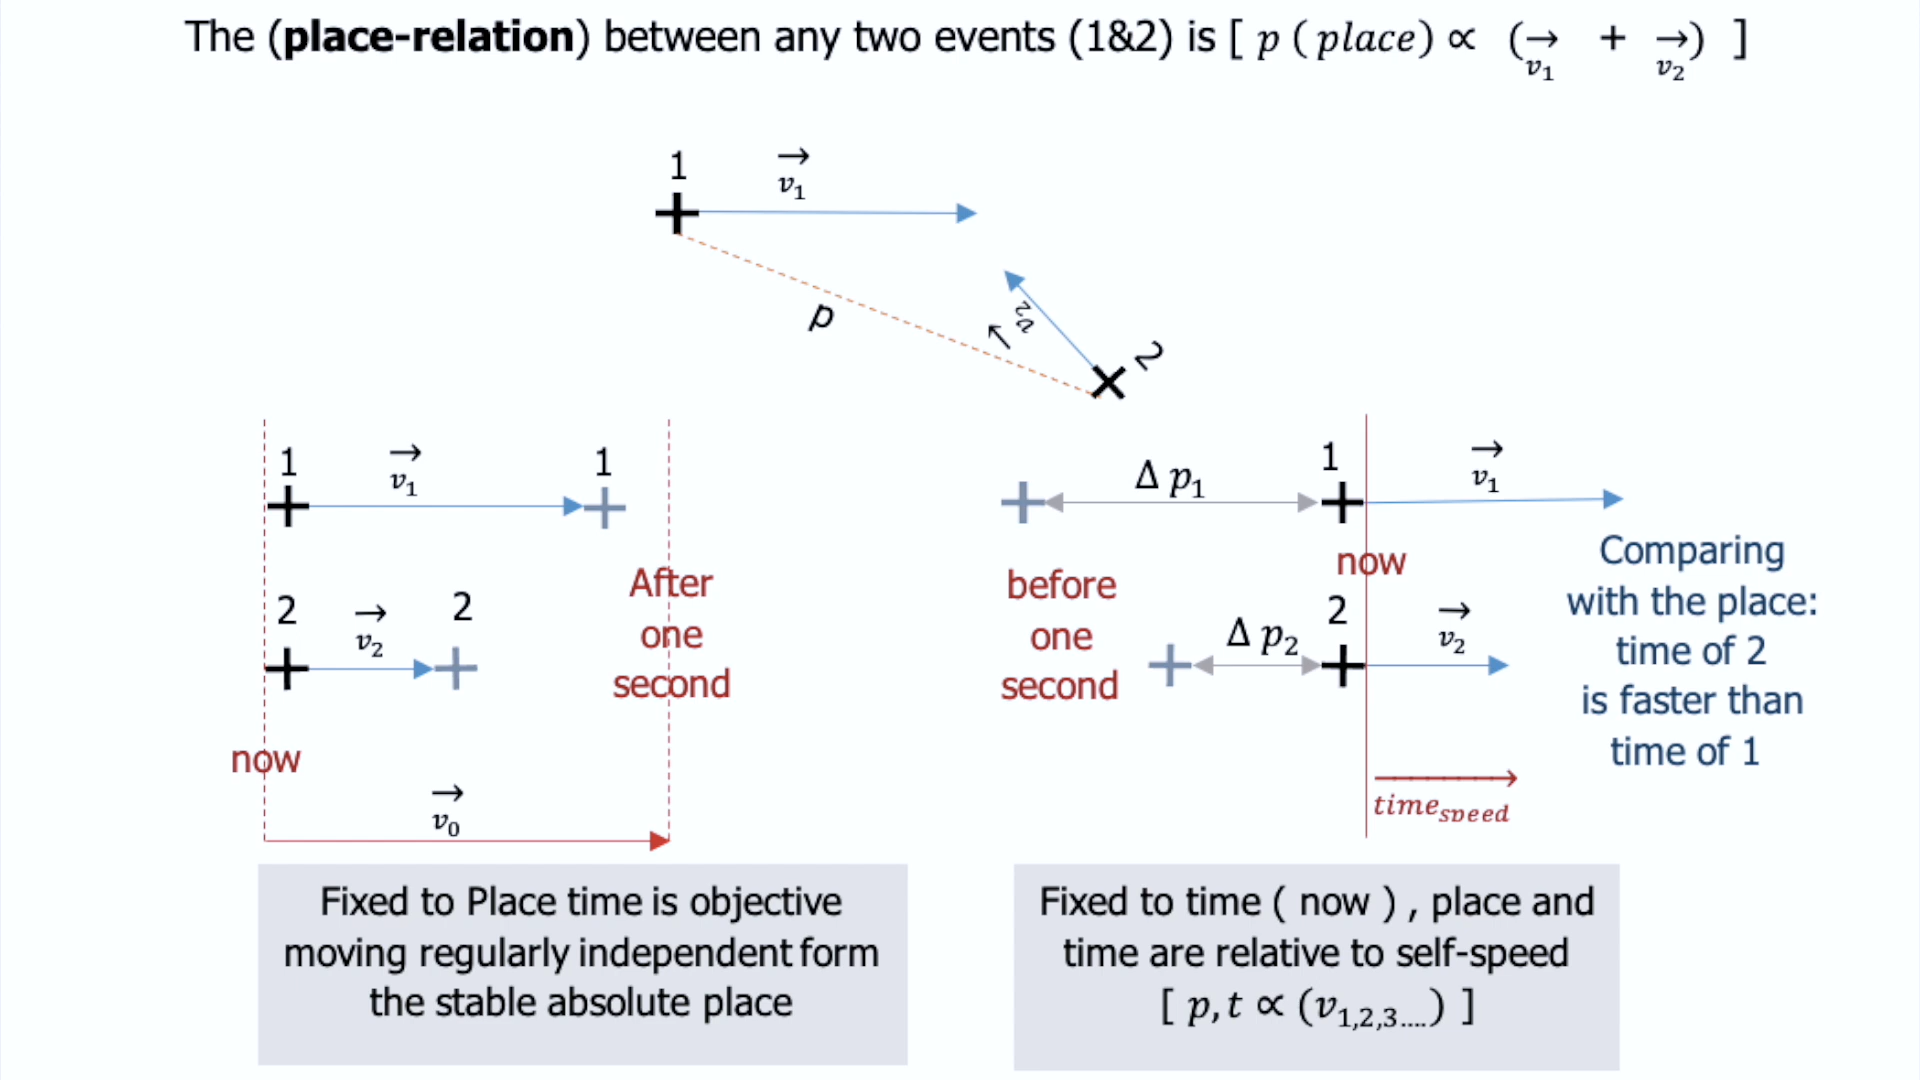 The (place-relation) between any two events (1&2) is [ p ( place) ∝ (→ + →) ]
v₁ v₂
1 →
v₁
p
→
v₂
2
1 → 1
v₁
2 → 2
v₂
After
one
second
now
→
v₀
Fixed to Place time is objective
moving regularly independent form
the stable absolute place
Δ p₁ 1 →
v₁
now
before
one
second
Δ p₂ 2 →
v₂
Comparing
with the place:
time of 2
is faster than
time of 1
time speed
Fixed to time ( now ) , place and
time are relative to self-speed
[ p, t ∝ (v₁,₂,₃....) ]